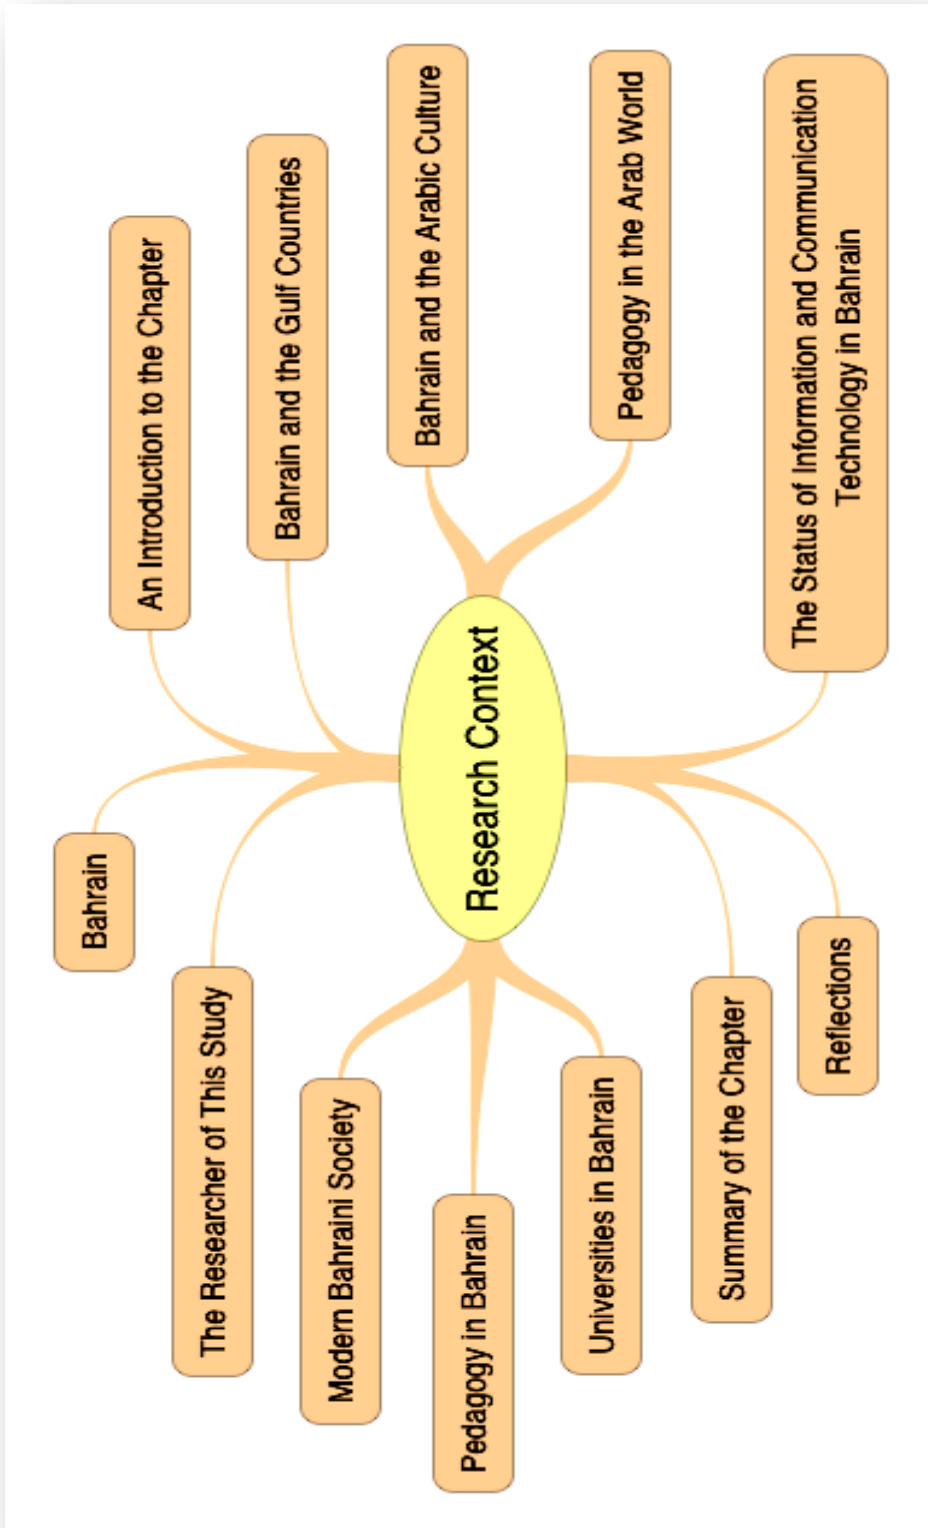 Bahrain
An Introduction to the Chapter
The Researcher of This Study
Bahrain and the Gulf Countries
Modern Bahraini Society
Bahrain and the Arabic Culture
Pedagogy in Bahrain
Research Context
Universities in Bahrain
Pedagogy in the Arab World
Summary of the Chapter
The Status of Information and Communication
Technology in Bahrain
Reflections